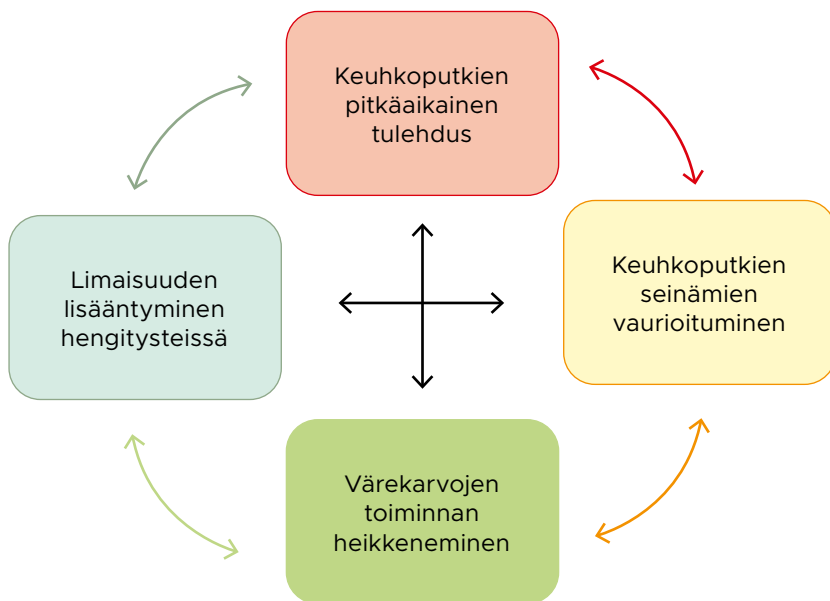 Keuhkoputkien
pitkäaikainen
tulehdus
Limaisuuden
lisääntyminen
hengitysteissä
Keuhkoputkien
seinämien
vaurioituminen
Värekarvojen
toiminnan
heikkeneminen